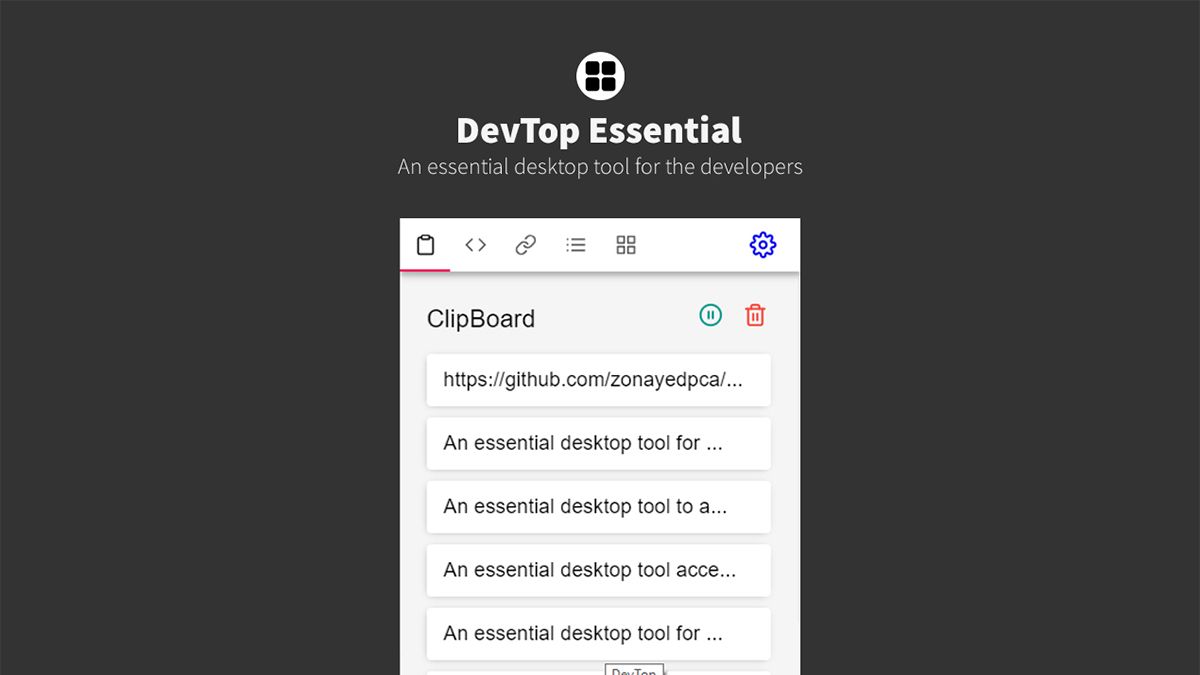 DevTop Essential
An essential desktop tool for the developers
ClipBoard
https://github.com/zonayedpca/...
An essential desktop tool for ...
An essential desktop tool to a...
An essential desktop tool acce...
An essential desktop tool for ...
DevTop